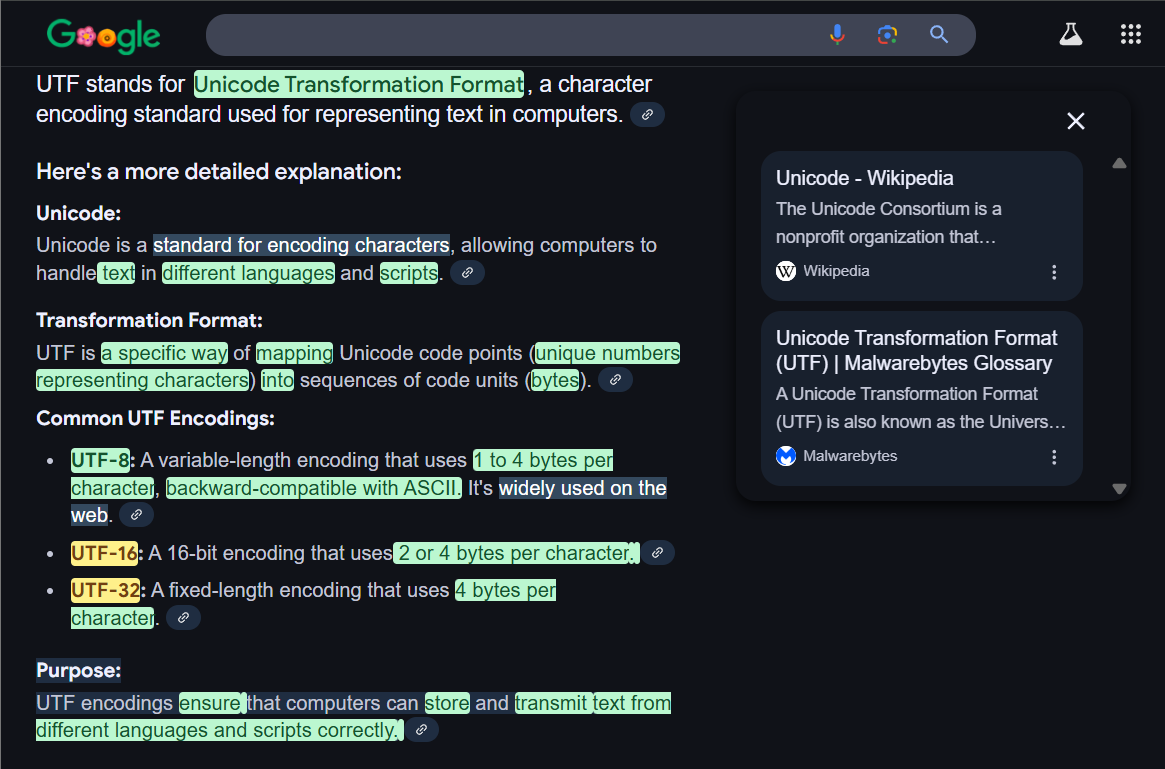 Google
UTF stands for Unicode Transformation Format, a character
encoding standard used for representing text in computers.
Here's a more detailed explanation:
Unicode:
Unicode is a standard for encoding characters, allowing computers to
handle text in different languages and scripts.
Transformation Format:
UTF is a specific way of mapping Unicode code points (unique numbers
representing characters) into sequences of code units (bytes).
Common UTF Encodings:
• UTF-8: A variable-length encoding that uses 1 to 4 bytes per
character, backward-compatible with ASCII. It's widely used on the
web.
• UTF-16: A 16-bit encoding that uses 2 or 4 bytes per character.
• UTF-32: A fixed-length encoding that uses 4 bytes per
character.
Purpose:
UTF encodings ensure that computers can store and transmit text from
different languages and scripts correctly.
Unicode - Wikipedia
The Unicode Consortium is a
nonprofit organization that…
W Wikipedia
Unicode Transformation Format
(UTF) | Malwarebytes Glossary
A Unicode Transformation Format
(UTF) is also known as the Univers…
Malwarebytes